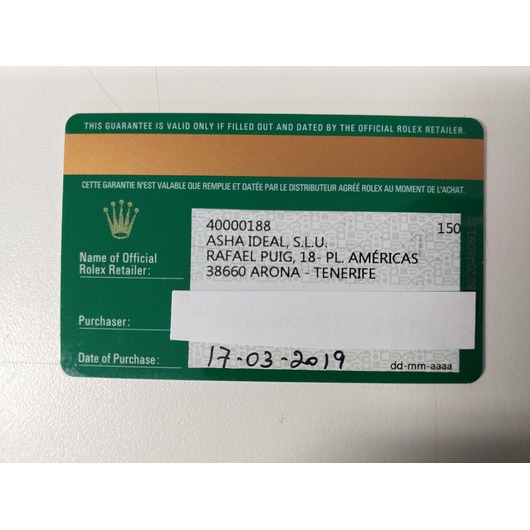 THIS GUARANTEE IS VALID ONLY IF FILLED OUT AND DATED BY THE OFFICIAL ROLEX RETAILER.
CETTE GARANTIE N'EST VALABLE QUE REMPLIE ET DATÉE PAR LE DISTRIBUTEUR AGRÉÉ ROLEX AU MOMENT DE L'ACHAT.
40000188 150
ASHA IDEAL, S.L.U.
Name of Official RAFAEL PUIG, 18- PL. AMÉRICAS
Rolex Retailer: 38660 ARONA - TENERIFE
Purchaser:
Date of Purchase: 17-03-2019 dd-mm-aaaa